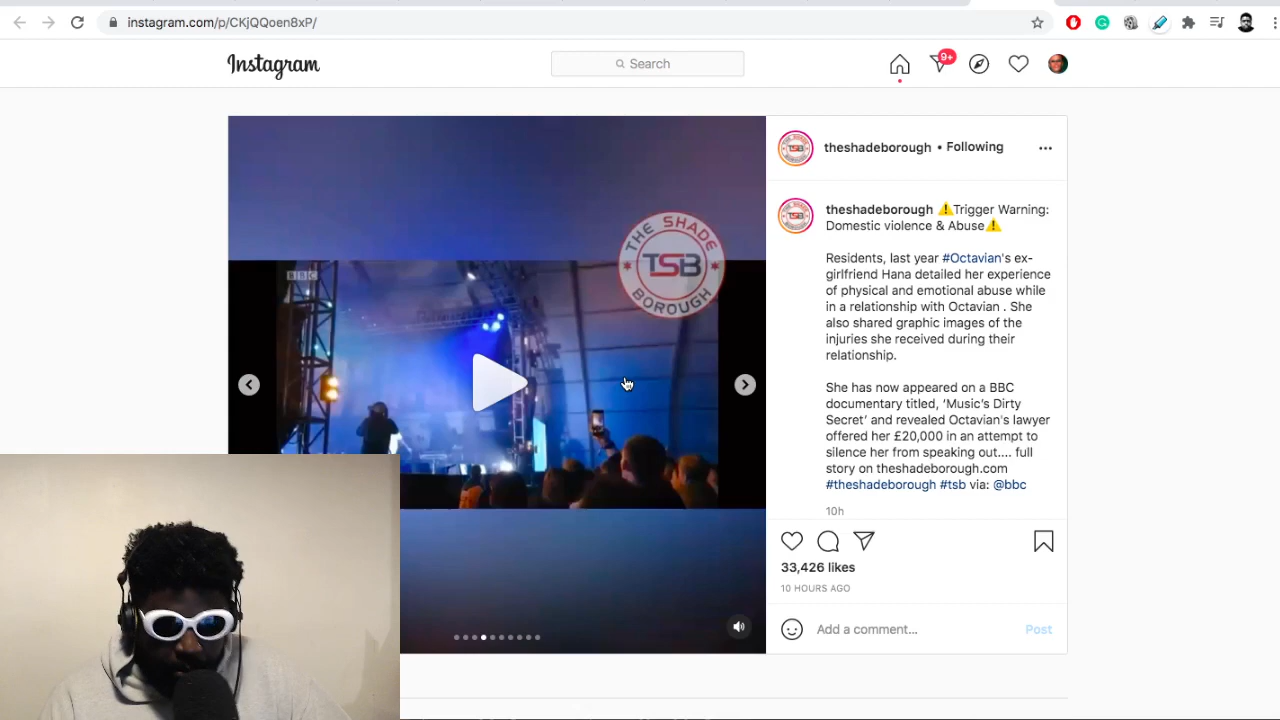 instagram.com/p/CKjQQoen8xP/
Instagram
Search
9+
theshadeborough • Following
THE SHADE
TSB
BOROUGH
BBC
theshadeborough ⚠️Trigger Warning:
Domestic violence & Abuse⚠️
Residents, last year #Octavian's ex-
girlfriend Hana detailed her experience
of physical and emotional abuse while
in a relationship with Octavian . She
also shared graphic images of the
injuries she received during their
relationship.
She has now appeared on a BBC
documentary titled, ‘Music’s Dirty
Secret’ and revealed Octavian's lawyer
offered her £20,000 in an attempt to
silence her from speaking out.... full
story on theshadeborough.com
#theshadeborough #tsb via: @bbc
10h
33,426 likes
10 HOURS AGO
Add a comment...
Post